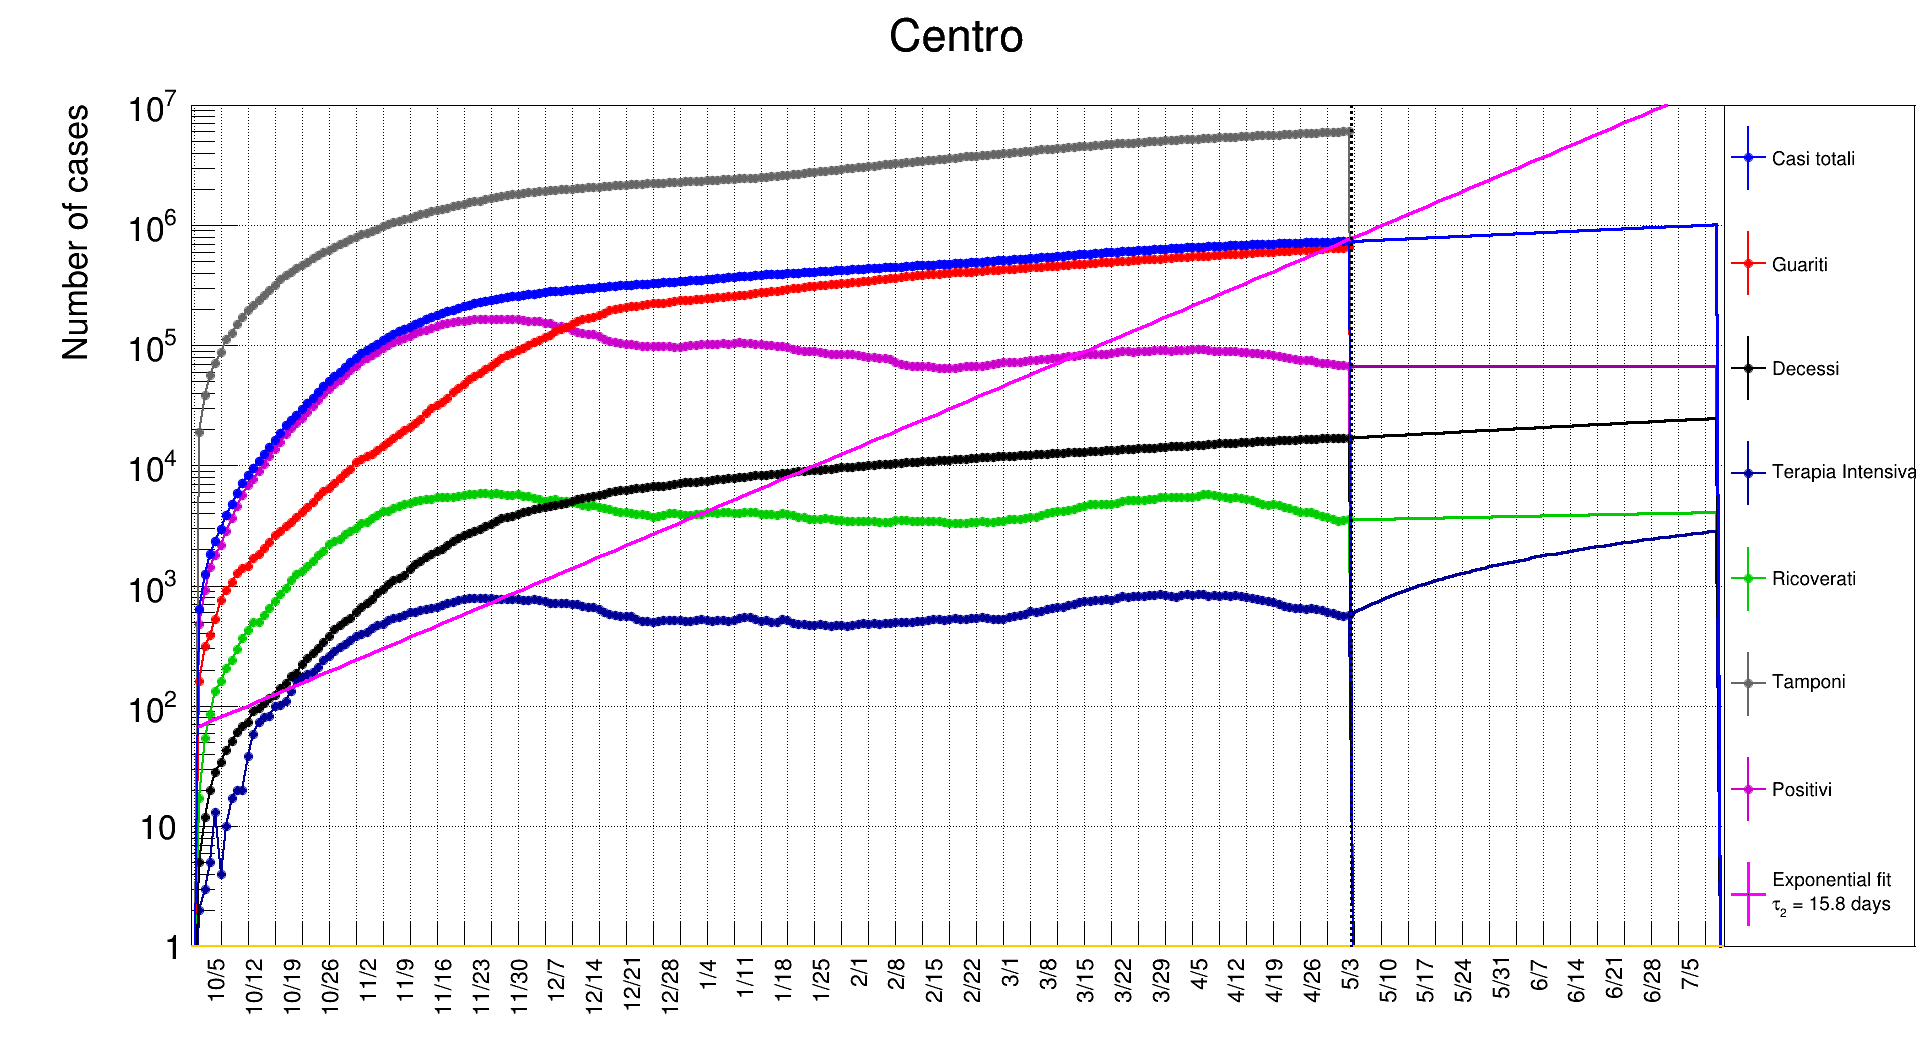 Centro
Number of cases
10^7
10^6
10^5
10^4
10^3
10^2
10
1
10/5 10/12 10/19 10/26 11/2 11/9 11/16 11/23 11/30 12/7 12/14 12/21 12/28 1/4 1/11 1/18 1/25 2/1 2/8 2/15 2/22 3/1 3/8 3/15 3/22 3/29 4/5 4/12 4/19 4/26 5/3 5/10 5/17 5/24 5/31 6/7 6/14 6/21 6/28 7/5
Casi totali
Guariti
Decessi
Terapia Intensiva
Ricoverati
Tamponi
Positivi
Exponential fit
τ₂ = 15.8 days